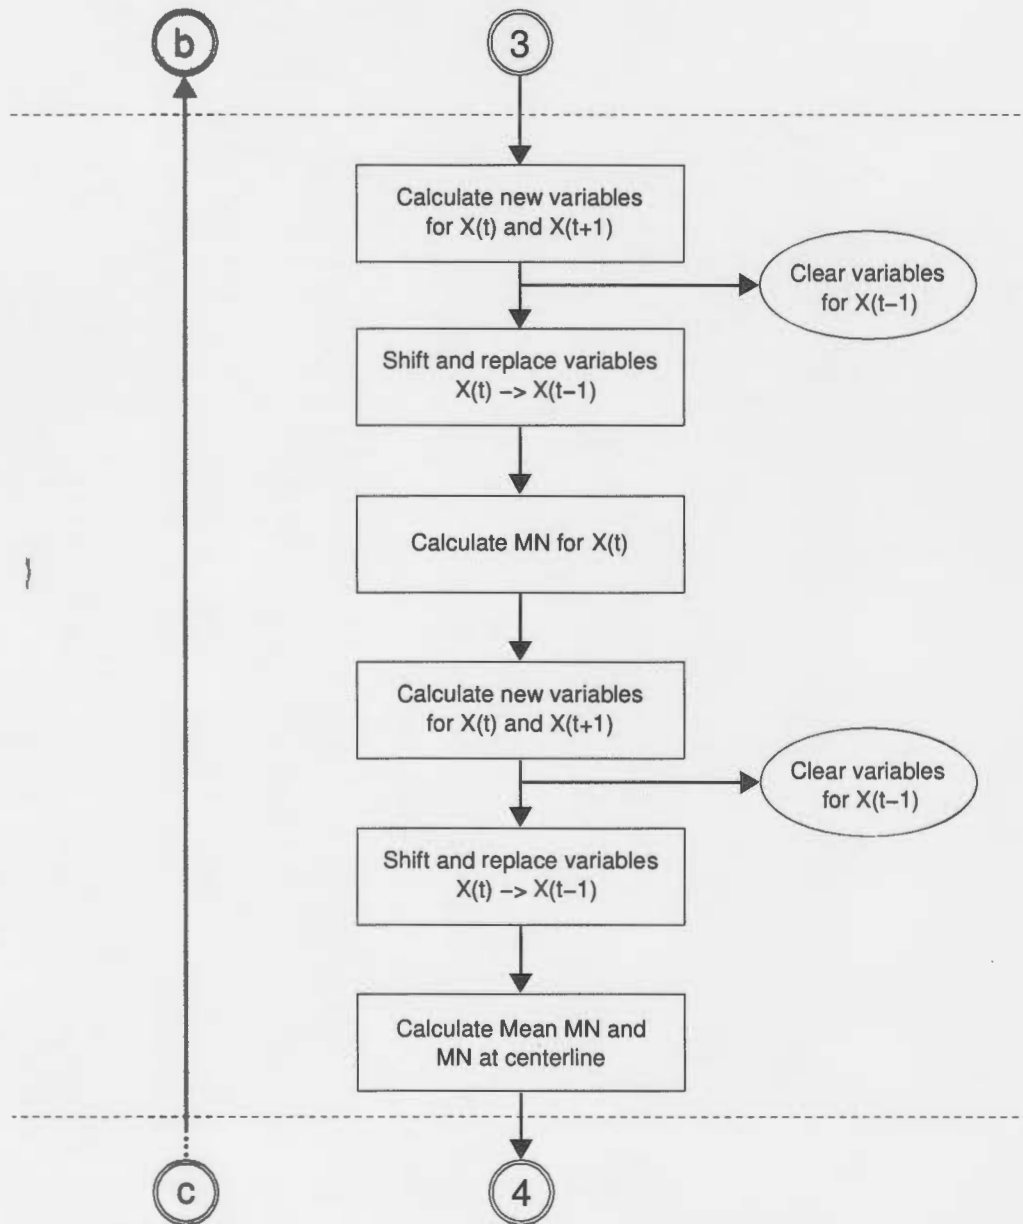 b
3
Calculate new variables
for X(t) and X(t+1)
Clear variables
for X(t−1)
Shift and replace variables
X(t) −> X(t−1)
Calculate MN for X(t)
Calculate new variables
for X(t) and X(t+1)
Clear variables
for X(t−1)
Shift and replace variables
X(t) −> X(t−1)
Calculate Mean MN and
MN at centerline
c
4